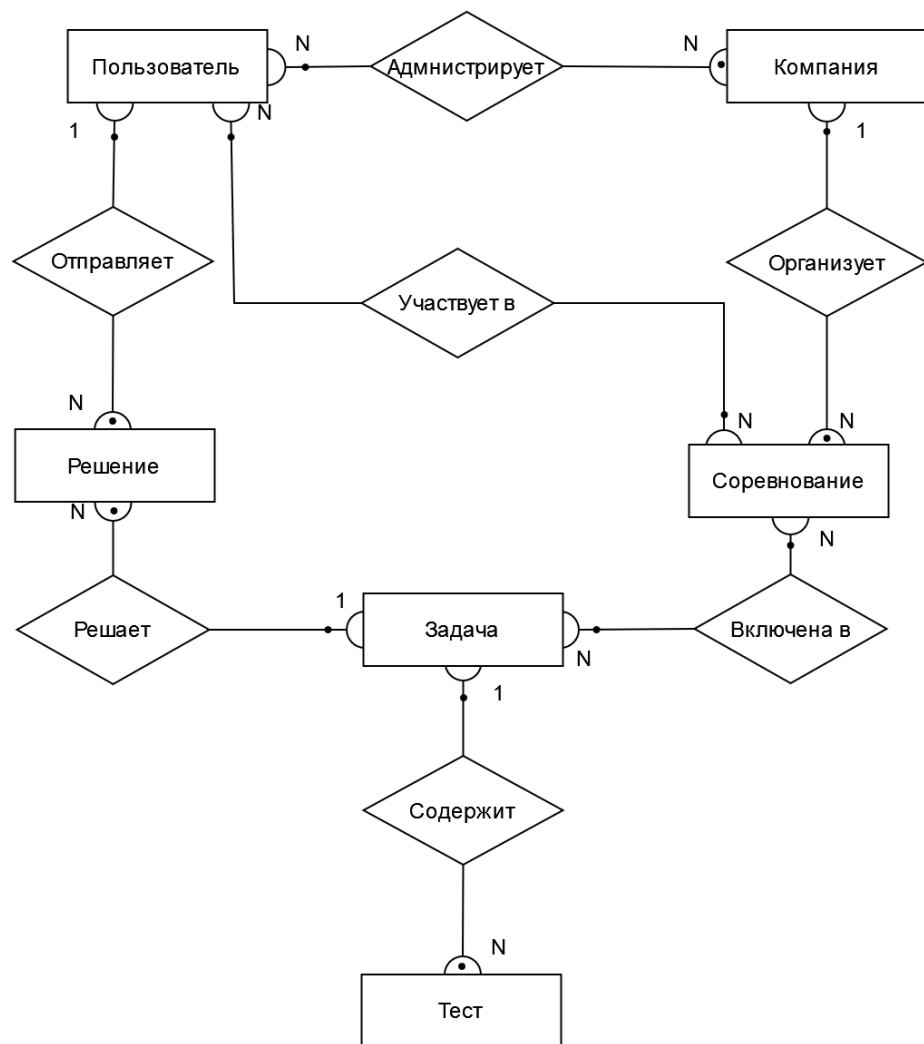 N
N
Пользователь
Адмнистрирует
Компания
1
N
1
Отправляет
Организует
Участвует в
N
N
N
Решение
Соревнование
N
N
1
Решает
Задача
Включена в
N
1
Содержит
N
Тест